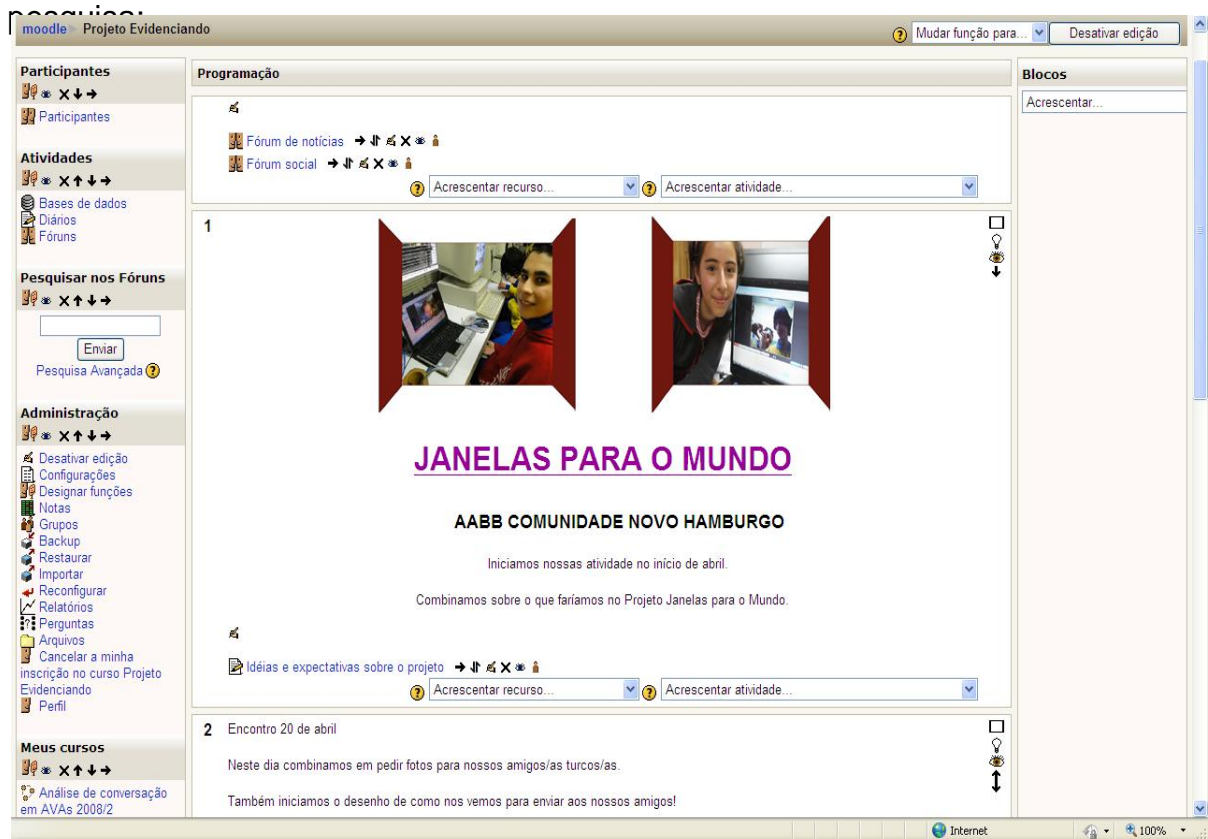 pesquisa:
moodle ► Projeto Evidenciando
Mudar função para...
Desativar edição
Participantes
Participantes
Atividades
Bases de dados
Diários
Fóruns
Pesquisar nos Fóruns
Enviar
Pesquisa Avançada
Administração
Desativar edição
Configurações
Designar funções
Notas
Grupos
Backup
Restaurar
Importar
Reconfigurar
Relatórios
Perguntas
Arquivos
Cancelar a minha
inscrição no curso Projeto
Evidenciando
Perfil
Meus cursos
Análise de conversação
em AVAs 2008/2
Programação
Fórum de notícias
Fórum social
Acrescentar recurso... Acrescentar atividade...
1
JANELAS PARA O MUNDO
AABB COMUNIDADE NOVO HAMBURGO
Iniciamos nossas atividade no início de abril.
Combinamos sobre o que faríamos no Projeto Janelas para o Mundo.
Idéias e expectativas sobre o projeto
Acrescentar recurso... Acrescentar atividade...
2 Encontro 20 de abril
Neste dia combinamos em pedir fotos para nossos amigos/as turcos/as.
Também iniciamos o desenho de como nos vemos para enviar aos nossos amigos!
Blocos
Acrescentar...
Internet
100%